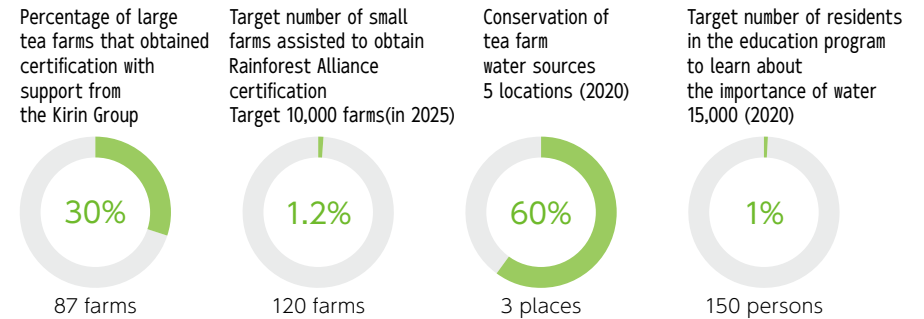 Percentage of large
tea farms that obtained
certification with
support from
the Kirin Group
30%
87 farms
Target number of small
farms assisted to obtain
Rainforest Alliance
certification
Target 10,000 farms(in 2025)
1.2%
120 farms
Conservation of
tea farm
water sources
5 locations (2020)
60%
3 places
Target number of residents
in the education program
to learn about
the importance of water
15,000 (2020)
1%
150 persons